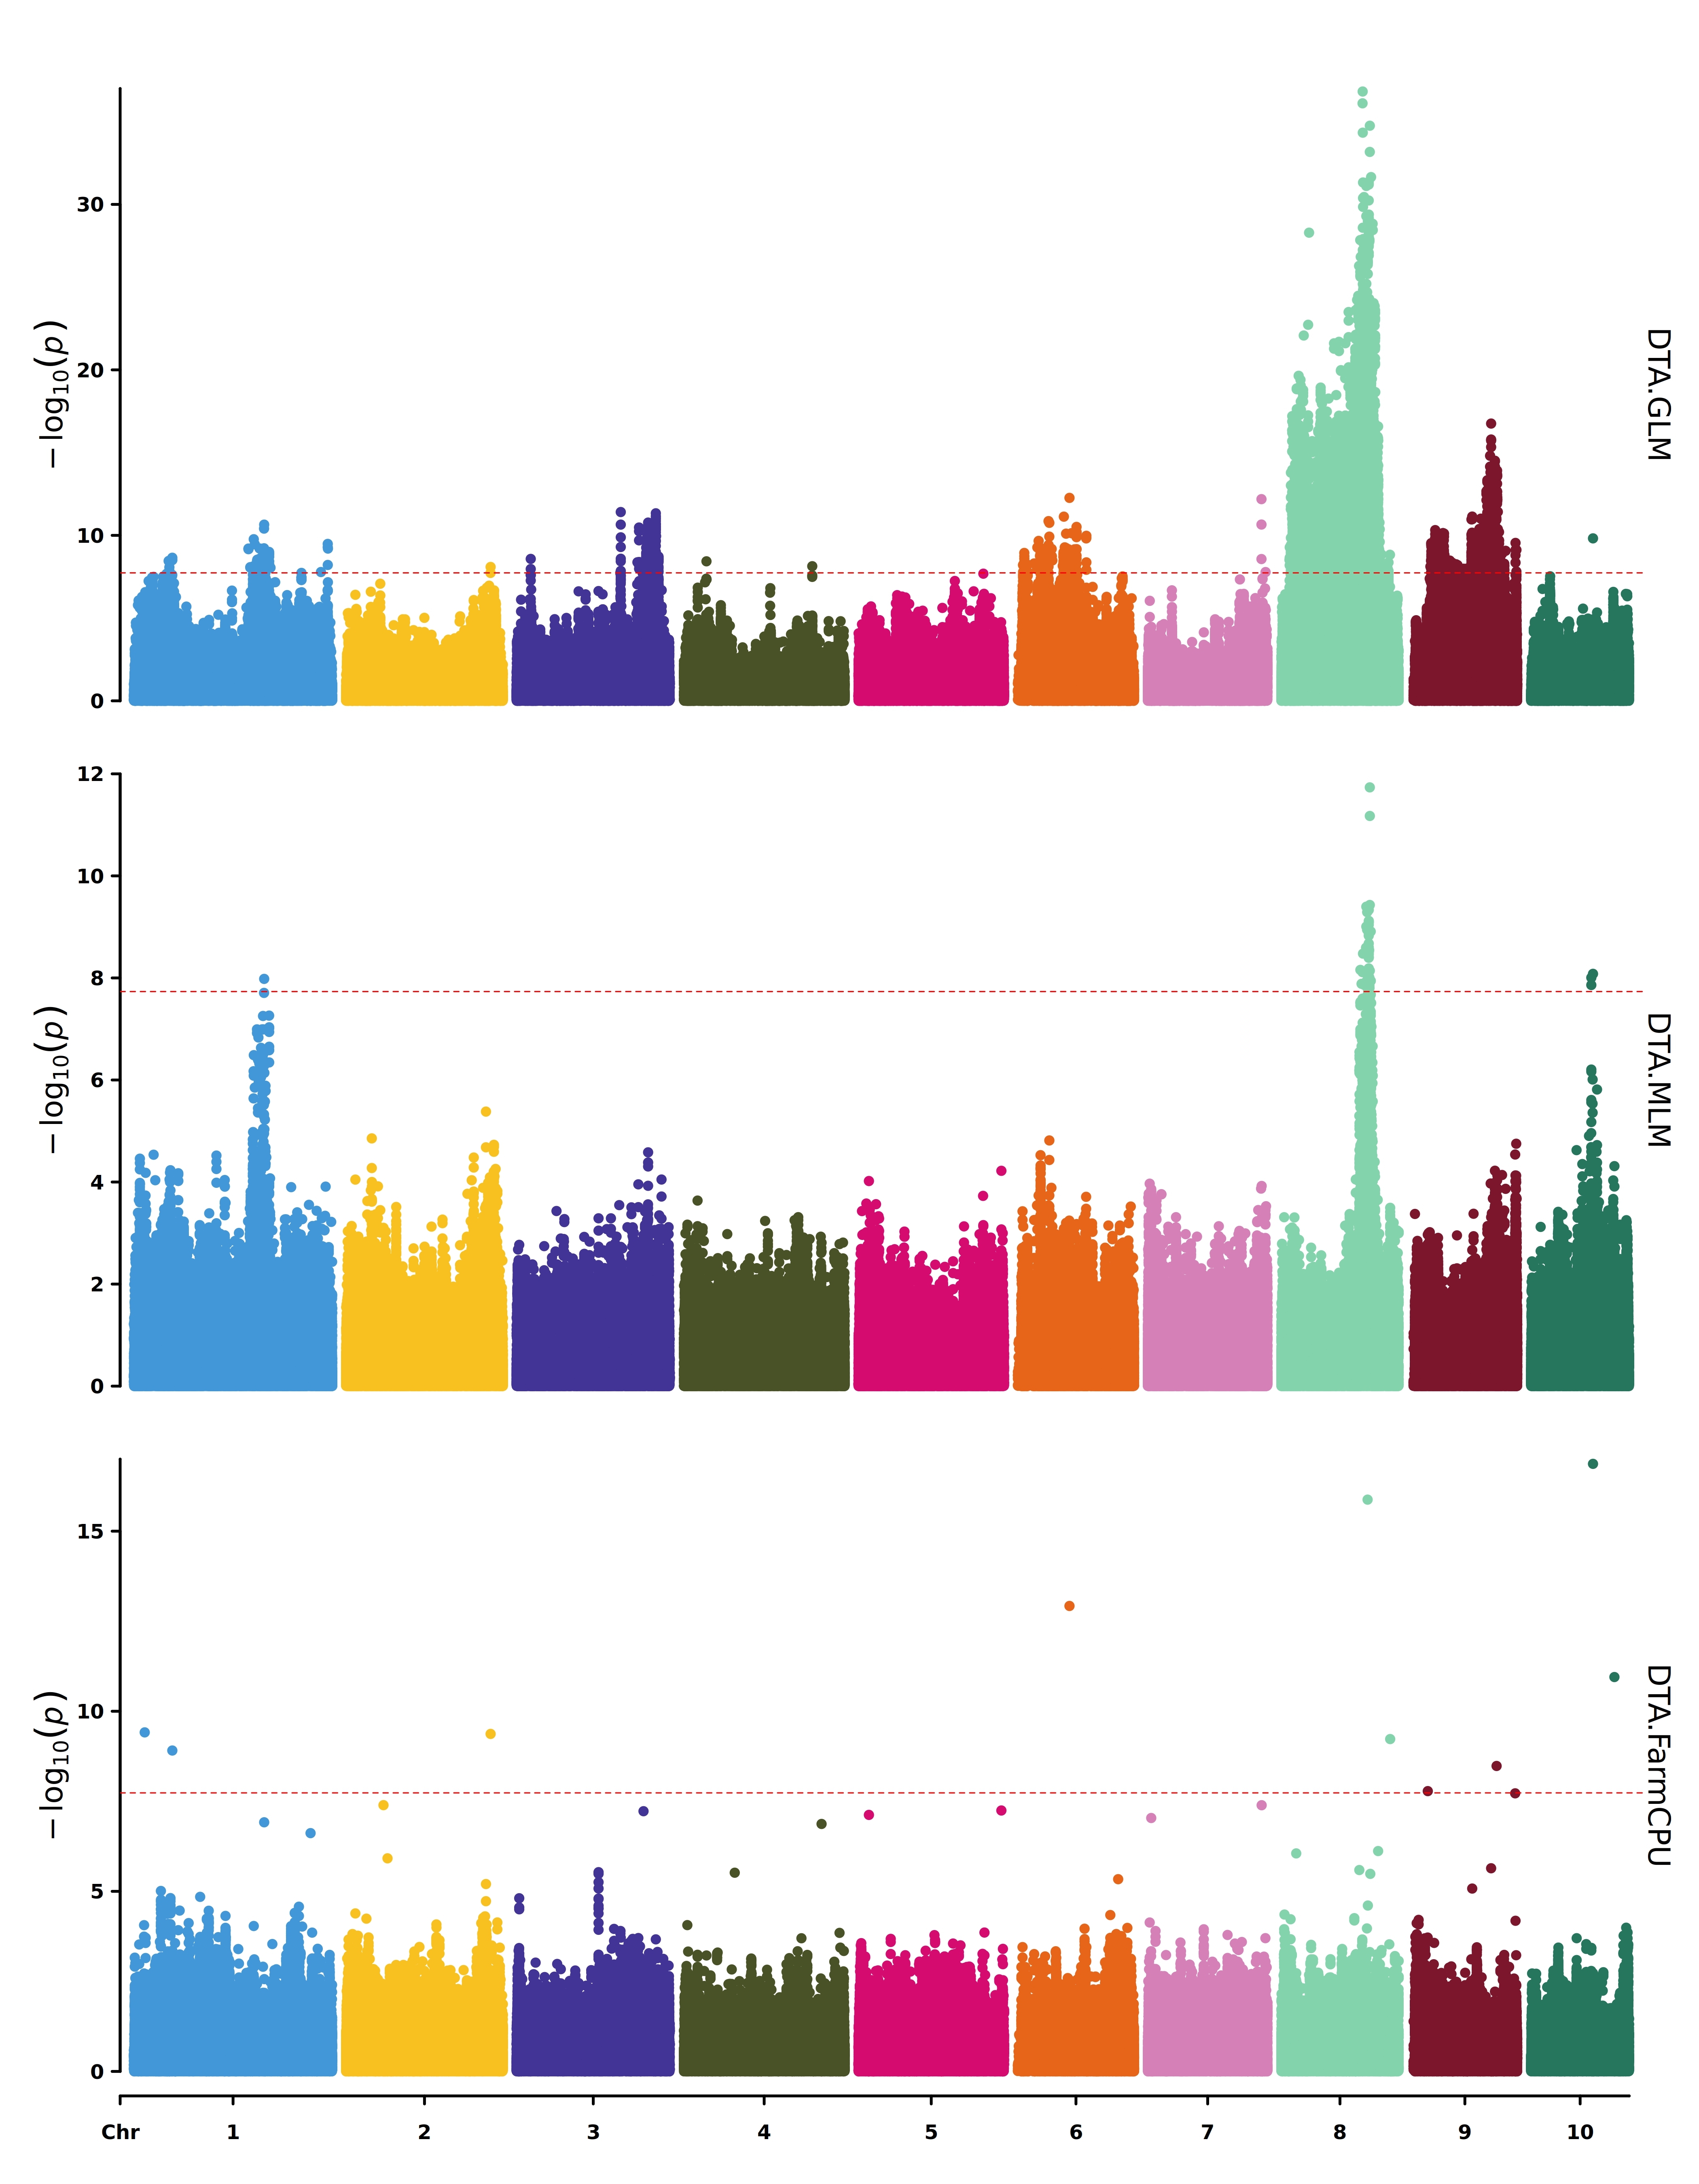 30
20
10
0
− log₁₀(p)
DTA.GLM
12
10
8
6
4
2
0
− log₁₀(p)
DTA.MLM
15
10
5
0
− log₁₀(p)
DTA.FarmCPU
Chr 1 2 3 4 5 6 7 8 9 10